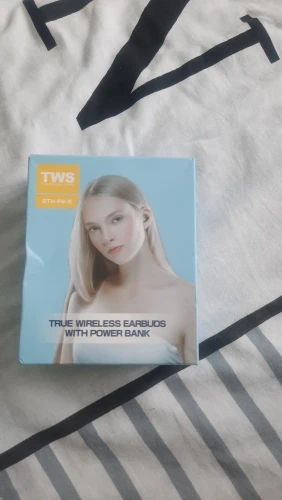 TWS
TRUE WIRELESS EARBUDS
WITH POWER BANK